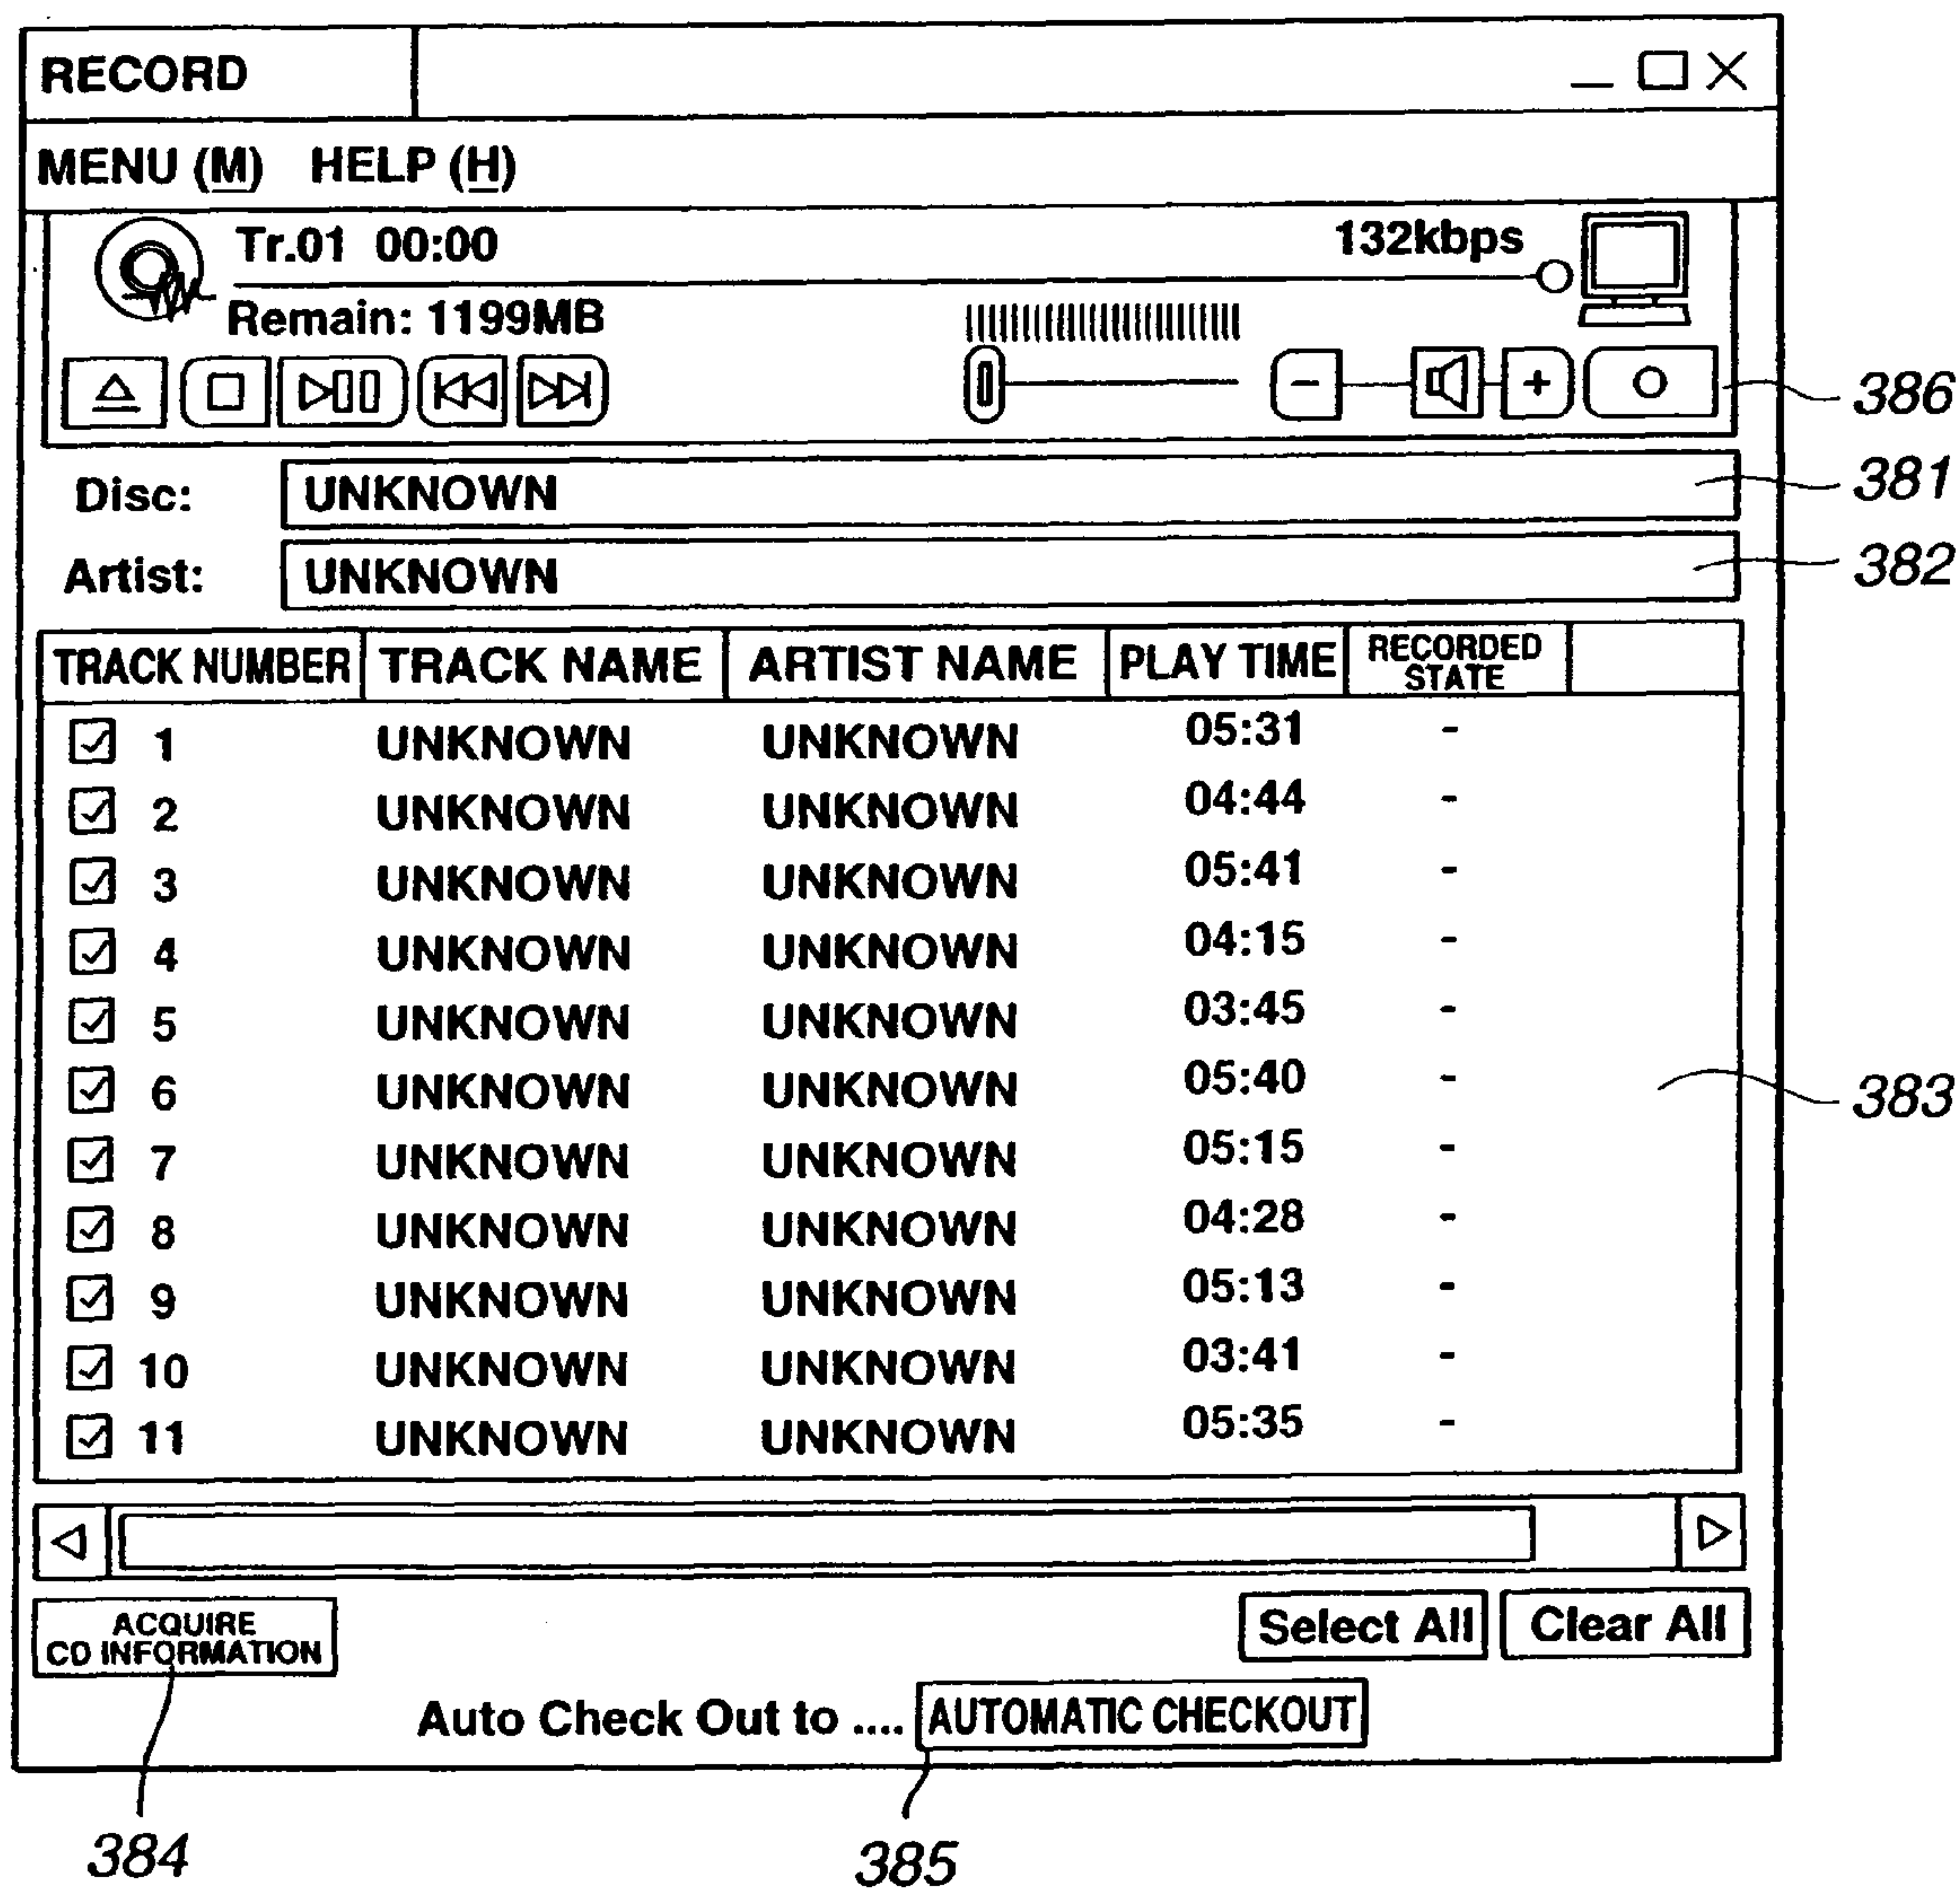 RECORD
MENU (M) HELP (H)
Tr.01 00:00 132kbps
Remain: 1199MB
- + 386
Disc: UNKNOWN 381
Artist: UNKNOWN 382
TRACK NUMBER TRACK NAME ARTIST NAME PLAY TIME RECORDED STATE
1 UNKNOWN UNKNOWN 05:31 -
2 UNKNOWN UNKNOWN 04:44 -
3 UNKNOWN UNKNOWN 05:41 -
4 UNKNOWN UNKNOWN 04:15 -
5 UNKNOWN UNKNOWN 03:45 -
6 UNKNOWN UNKNOWN 05:40 - 383
7 UNKNOWN UNKNOWN 05:15 -
8 UNKNOWN UNKNOWN 04:28 -
9 UNKNOWN UNKNOWN 05:13 -
10 UNKNOWN UNKNOWN 03:41 -
11 UNKNOWN UNKNOWN 05:35 -
ACQUIRE
CD INFORMATION Select All Clear All
Auto Check Out to .... AUTOMATIC CHECKOUT
384 385